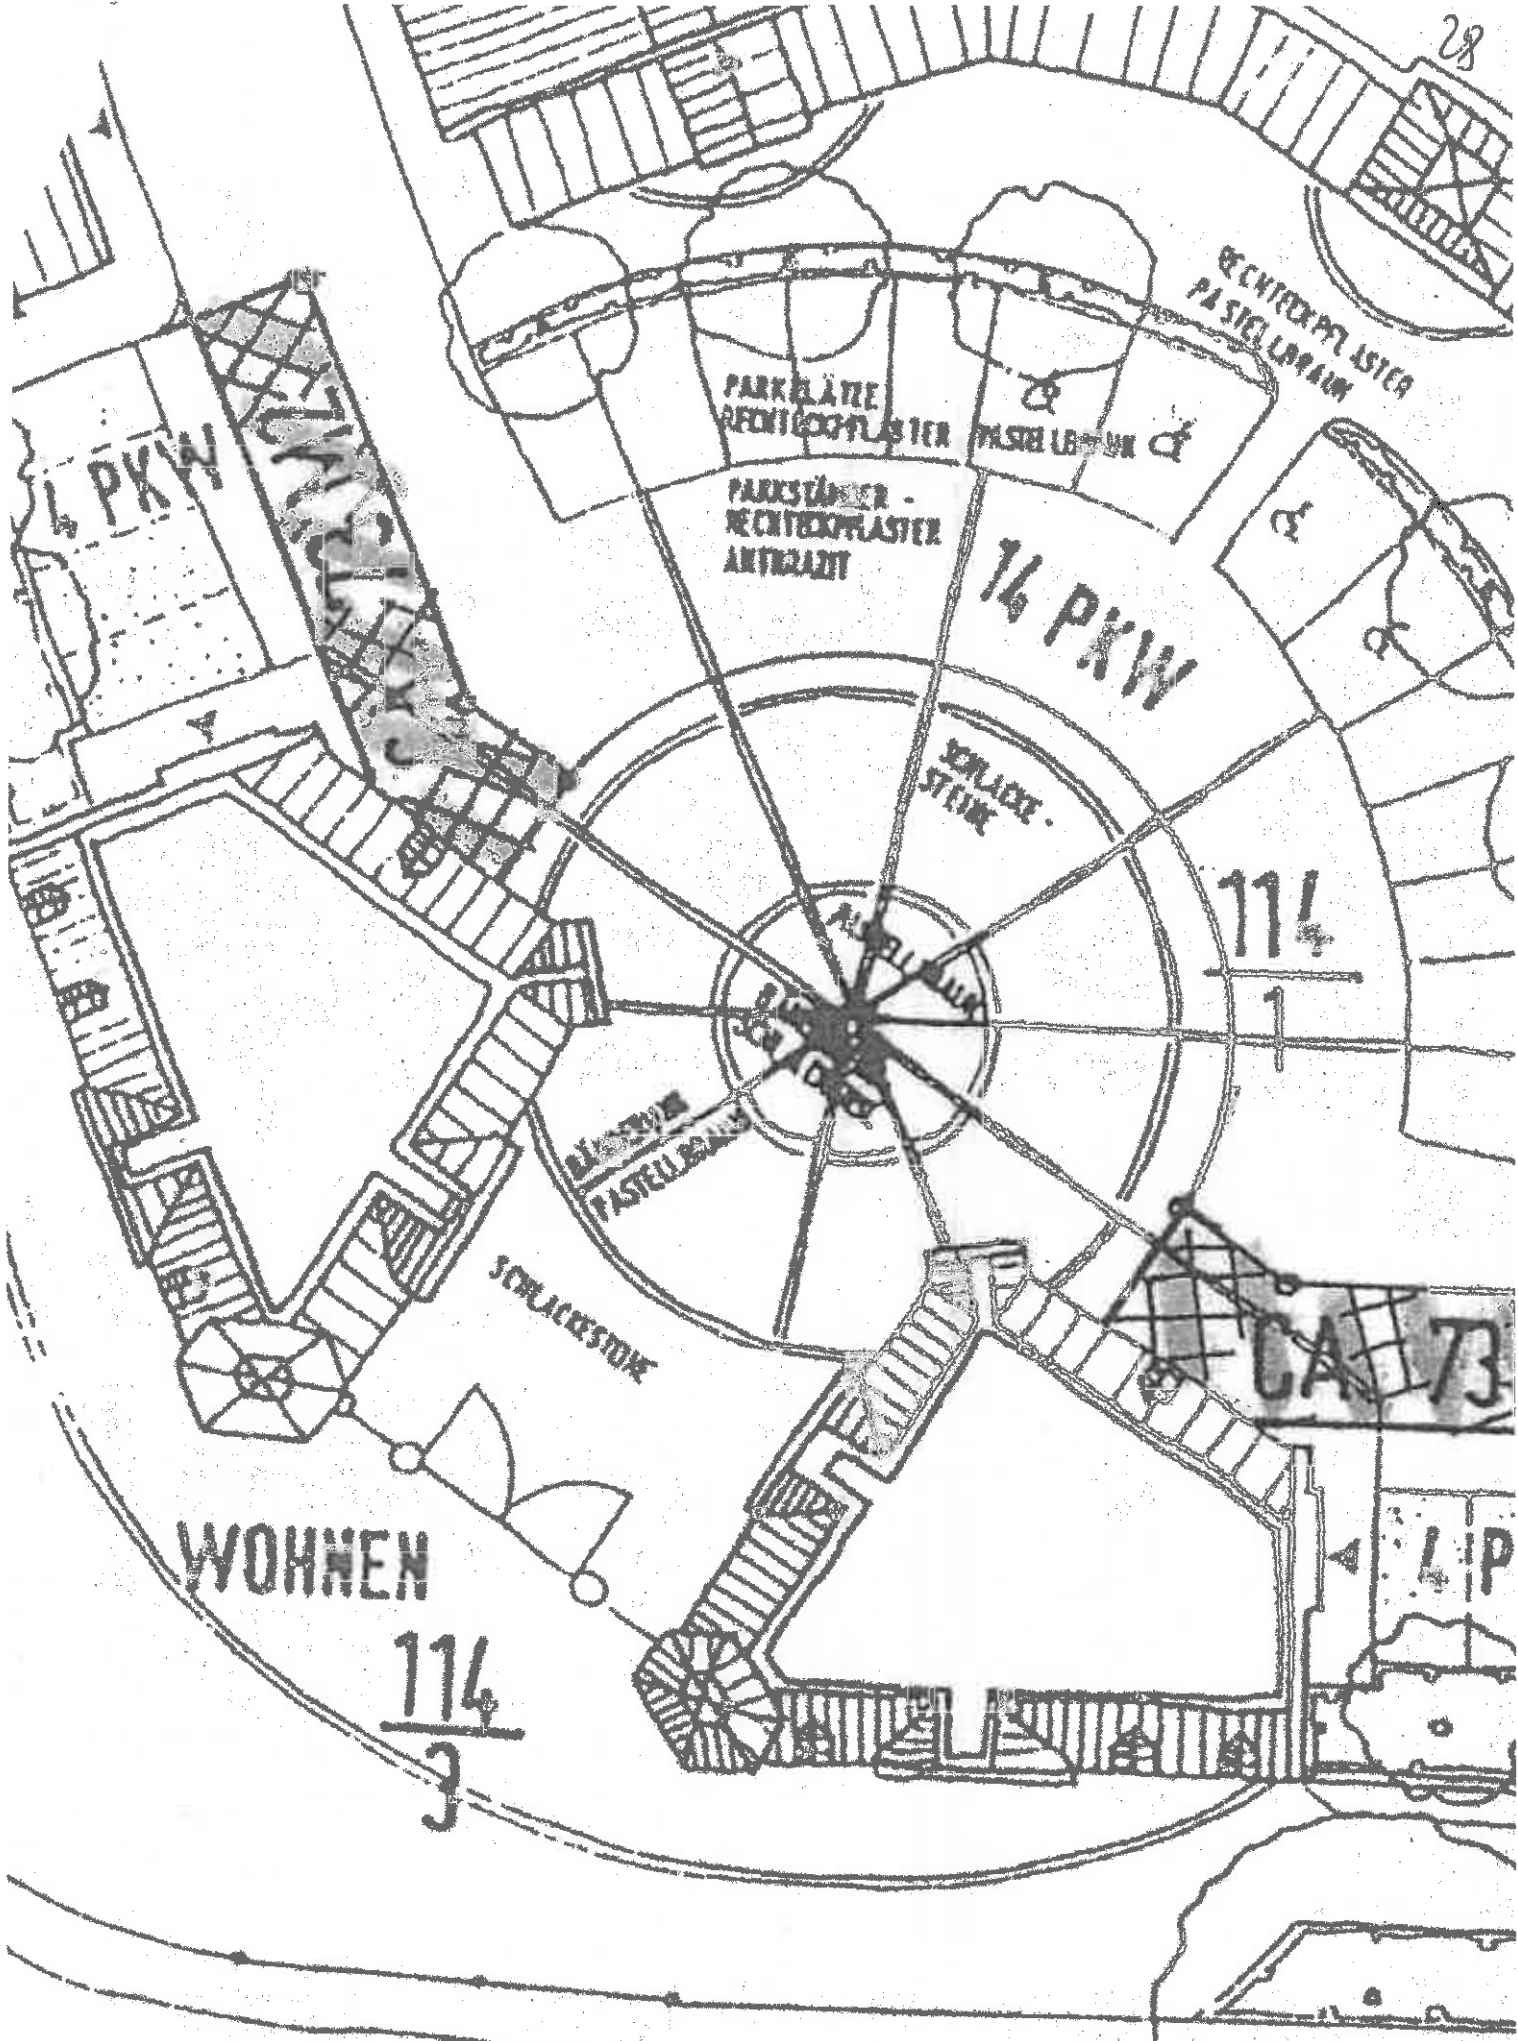 28
RECHTECKPFLASTER
PASTELLBRAUN
PARKPLÄTZE
RECHTECKPFLASTER PASTELLBRAUN
4 PKW
PARKSTÄNDER -
RECHTECKPFLASTER
ANTHRAZIT
14 PKW
SCHLACKE-
STEINE
114
1
PASTELLBRAUN
SCHLACKESTEINE
CA. 73
WOHNEN
4 P
114
3